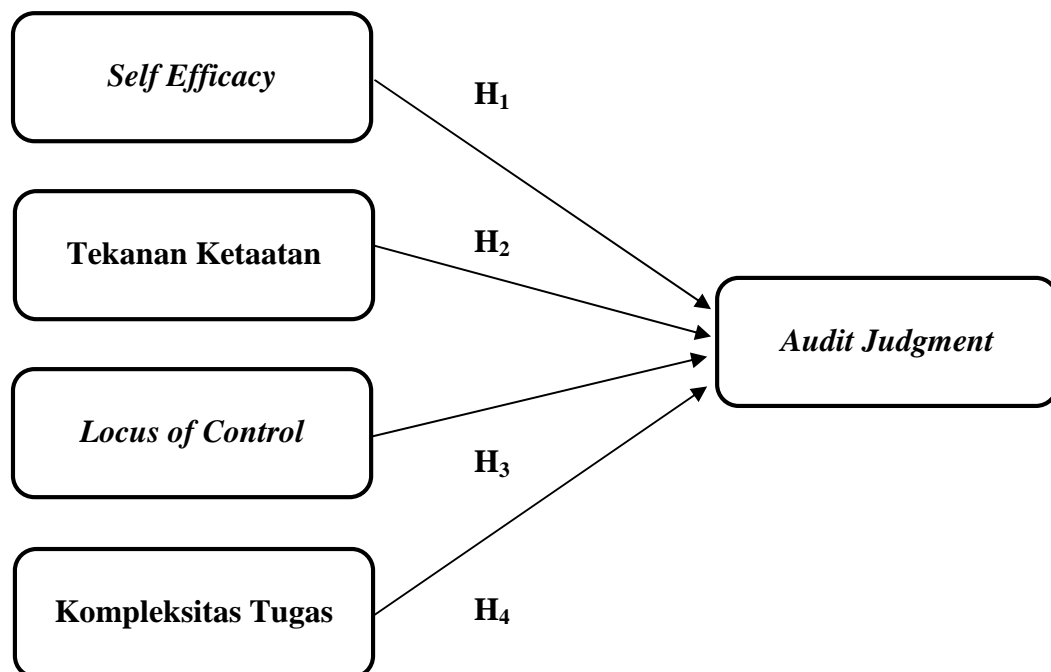 Self Efficacy
H₁
Tekanan Ketaatan
H₂
Audit Judgment
Locus of Control
H₃
Kompleksitas Tugas
H₄